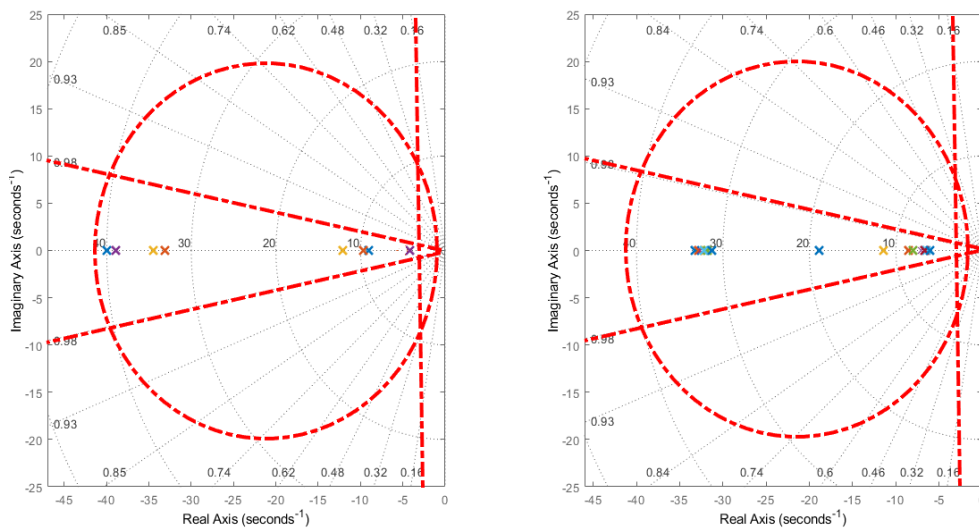 25
0.85 0.74 0.62 0.48 0.32 0.16
20
0.93
15
10
0.98
5
0
40 30 20 10
-5
-10
0.98
-15
0.93
-20
0.85 0.74 0.62 0.48 0.32 0.16
-25
-45 -40 -35 -30 -25 -20 -15 -10 -5 0
Real Axis (seconds⁻¹)
Imaginary Axis (seconds⁻¹)
25
0.84 0.74 0.6 0.46 0.32 0.16
20
0.93
15
10
0.98
5
0
40 30 20 10
-5
-10
0.98
-15
0.93
-20
0.84 0.74 0.6 0.46 0.32 0.16
-25
-45 -40 -35 -30 -25 -20 -15 -10 -5
Real Axis (seconds⁻¹)
Imaginary Axis (seconds⁻¹)